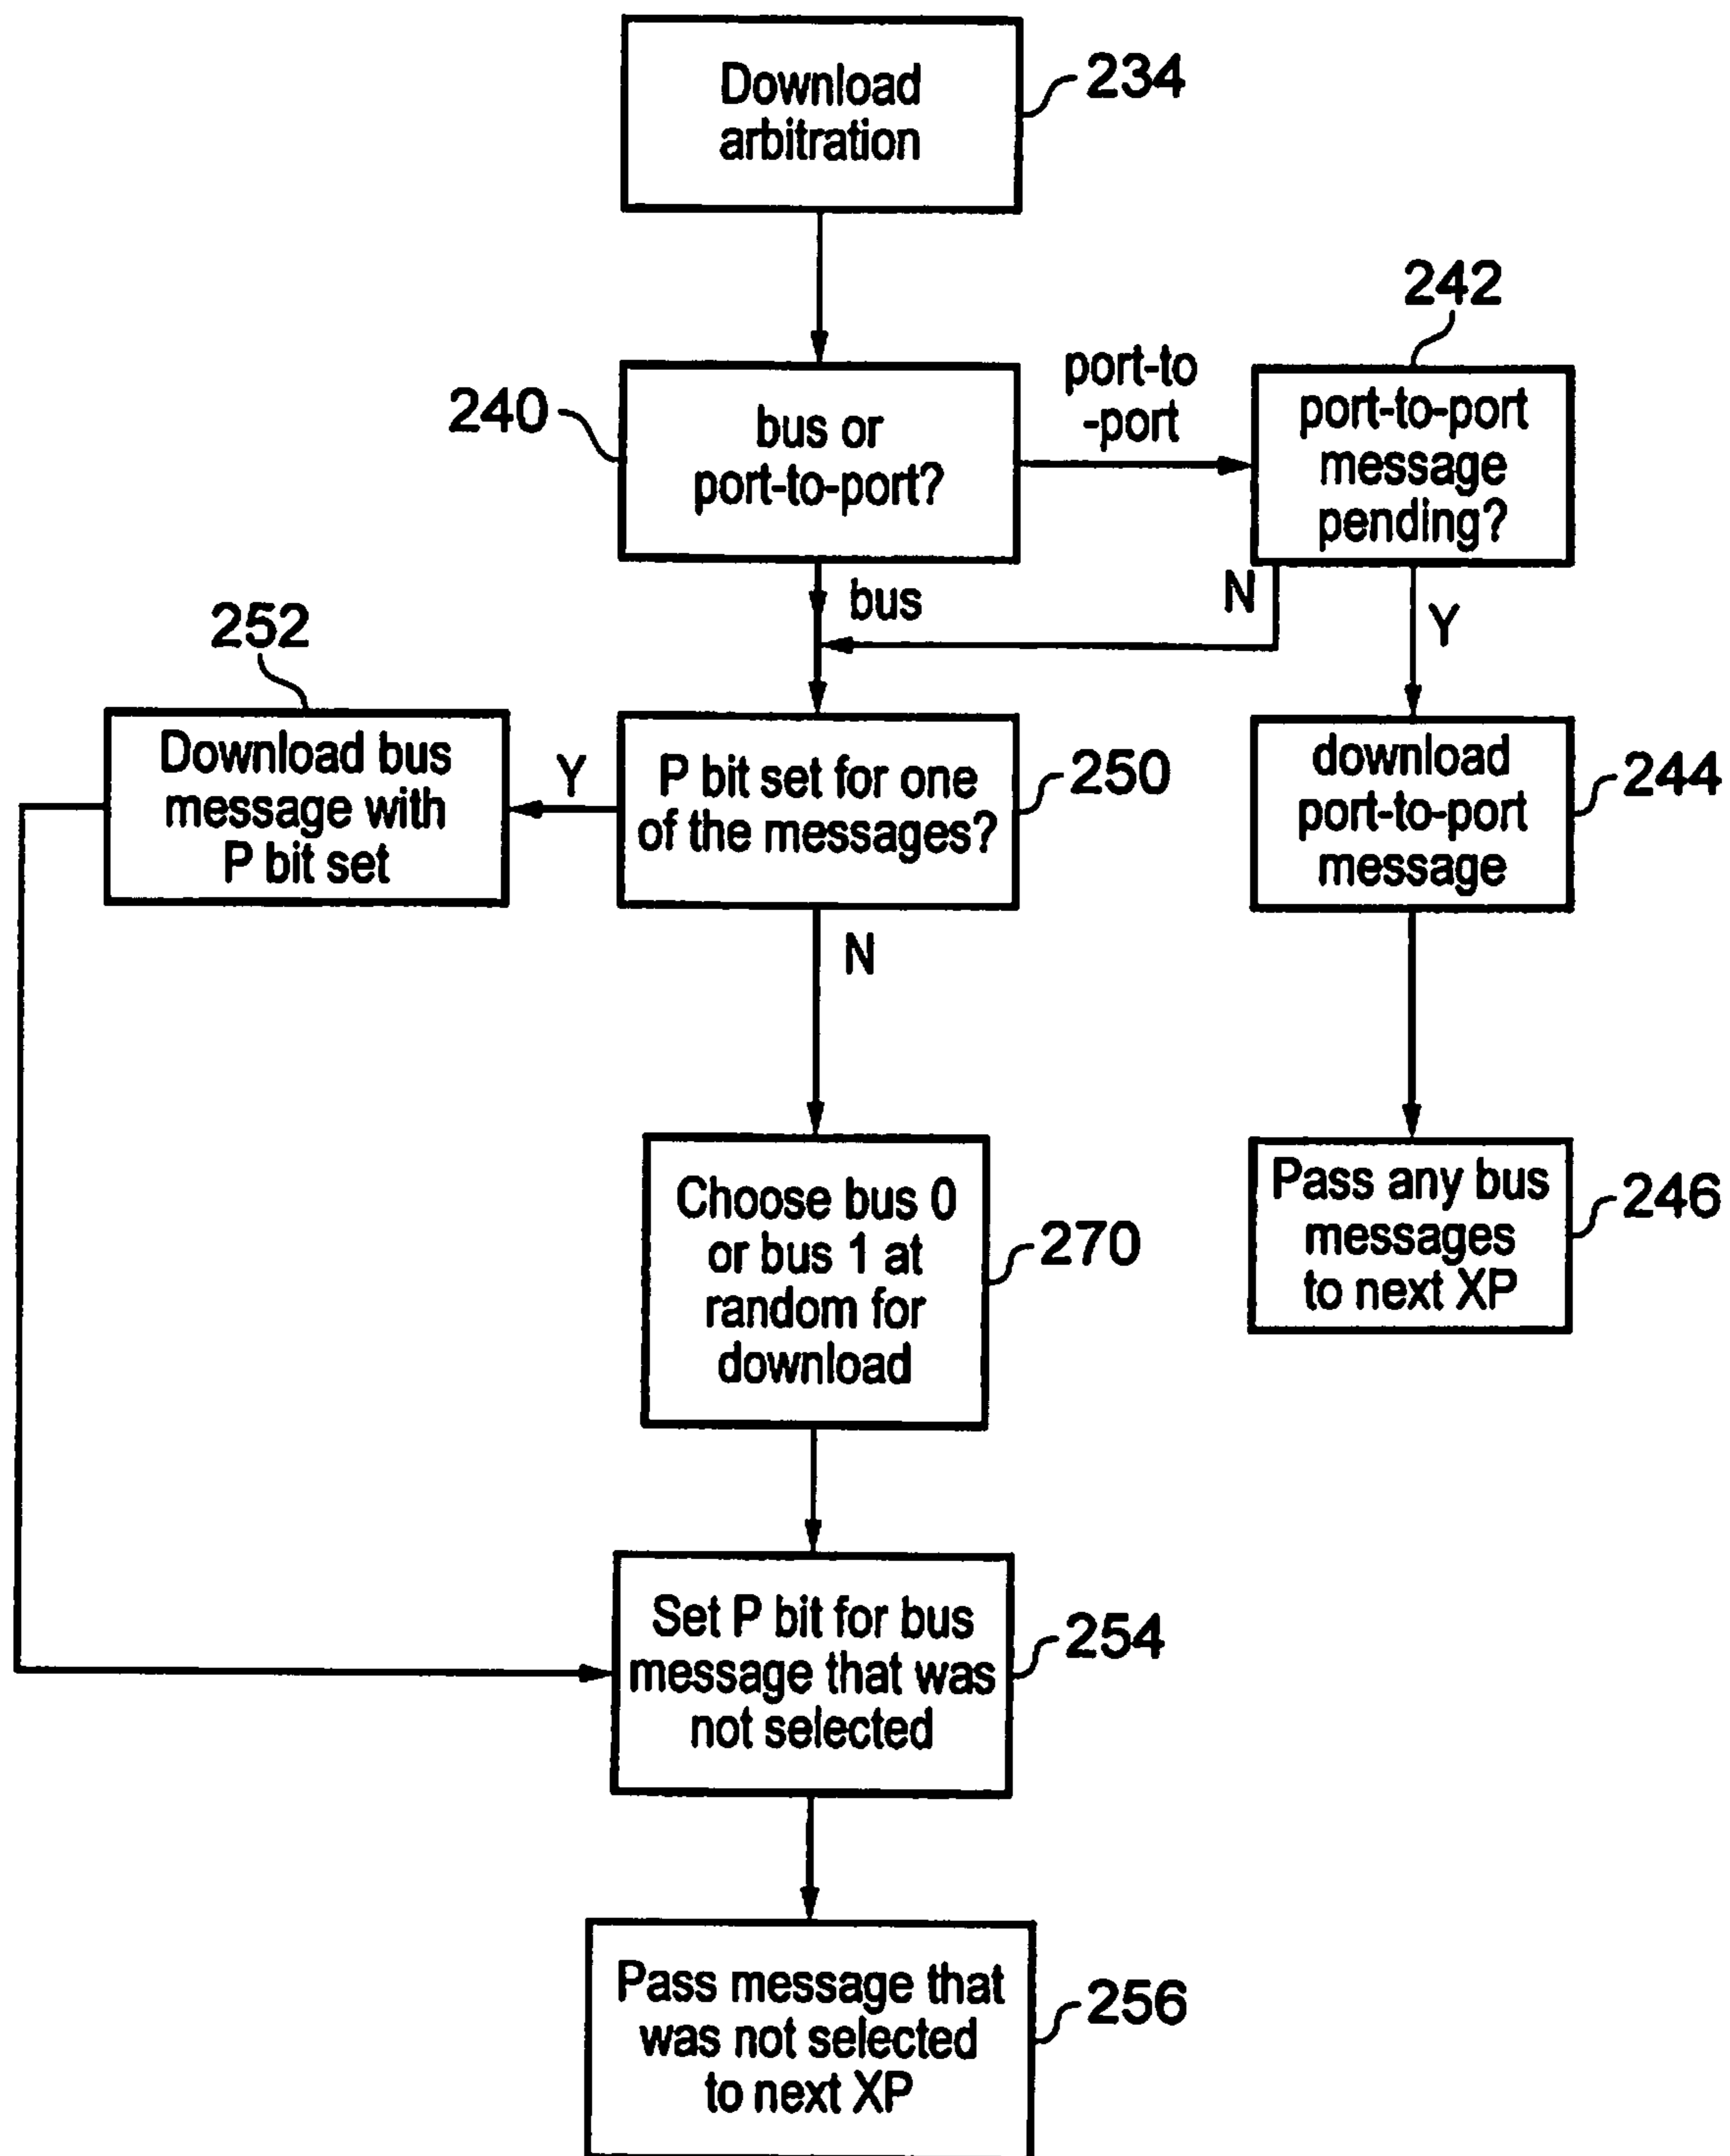 Download
arbitration
234
242
240
bus or
port-to-port?
port-to
-port
port-to-port
message
pending?
bus
N
Y
252
Download bus
message with
P bit set
Y
P bit set for one
of the messages?
250
download
port-to-port
message
244
N
Choose bus 0
or bus 1 at
random for
download
270
Pass any bus
messages
to next XP
246
Set P bit for bus
message that was
not selected
254
Pass message that
was not selected
to next XP
256